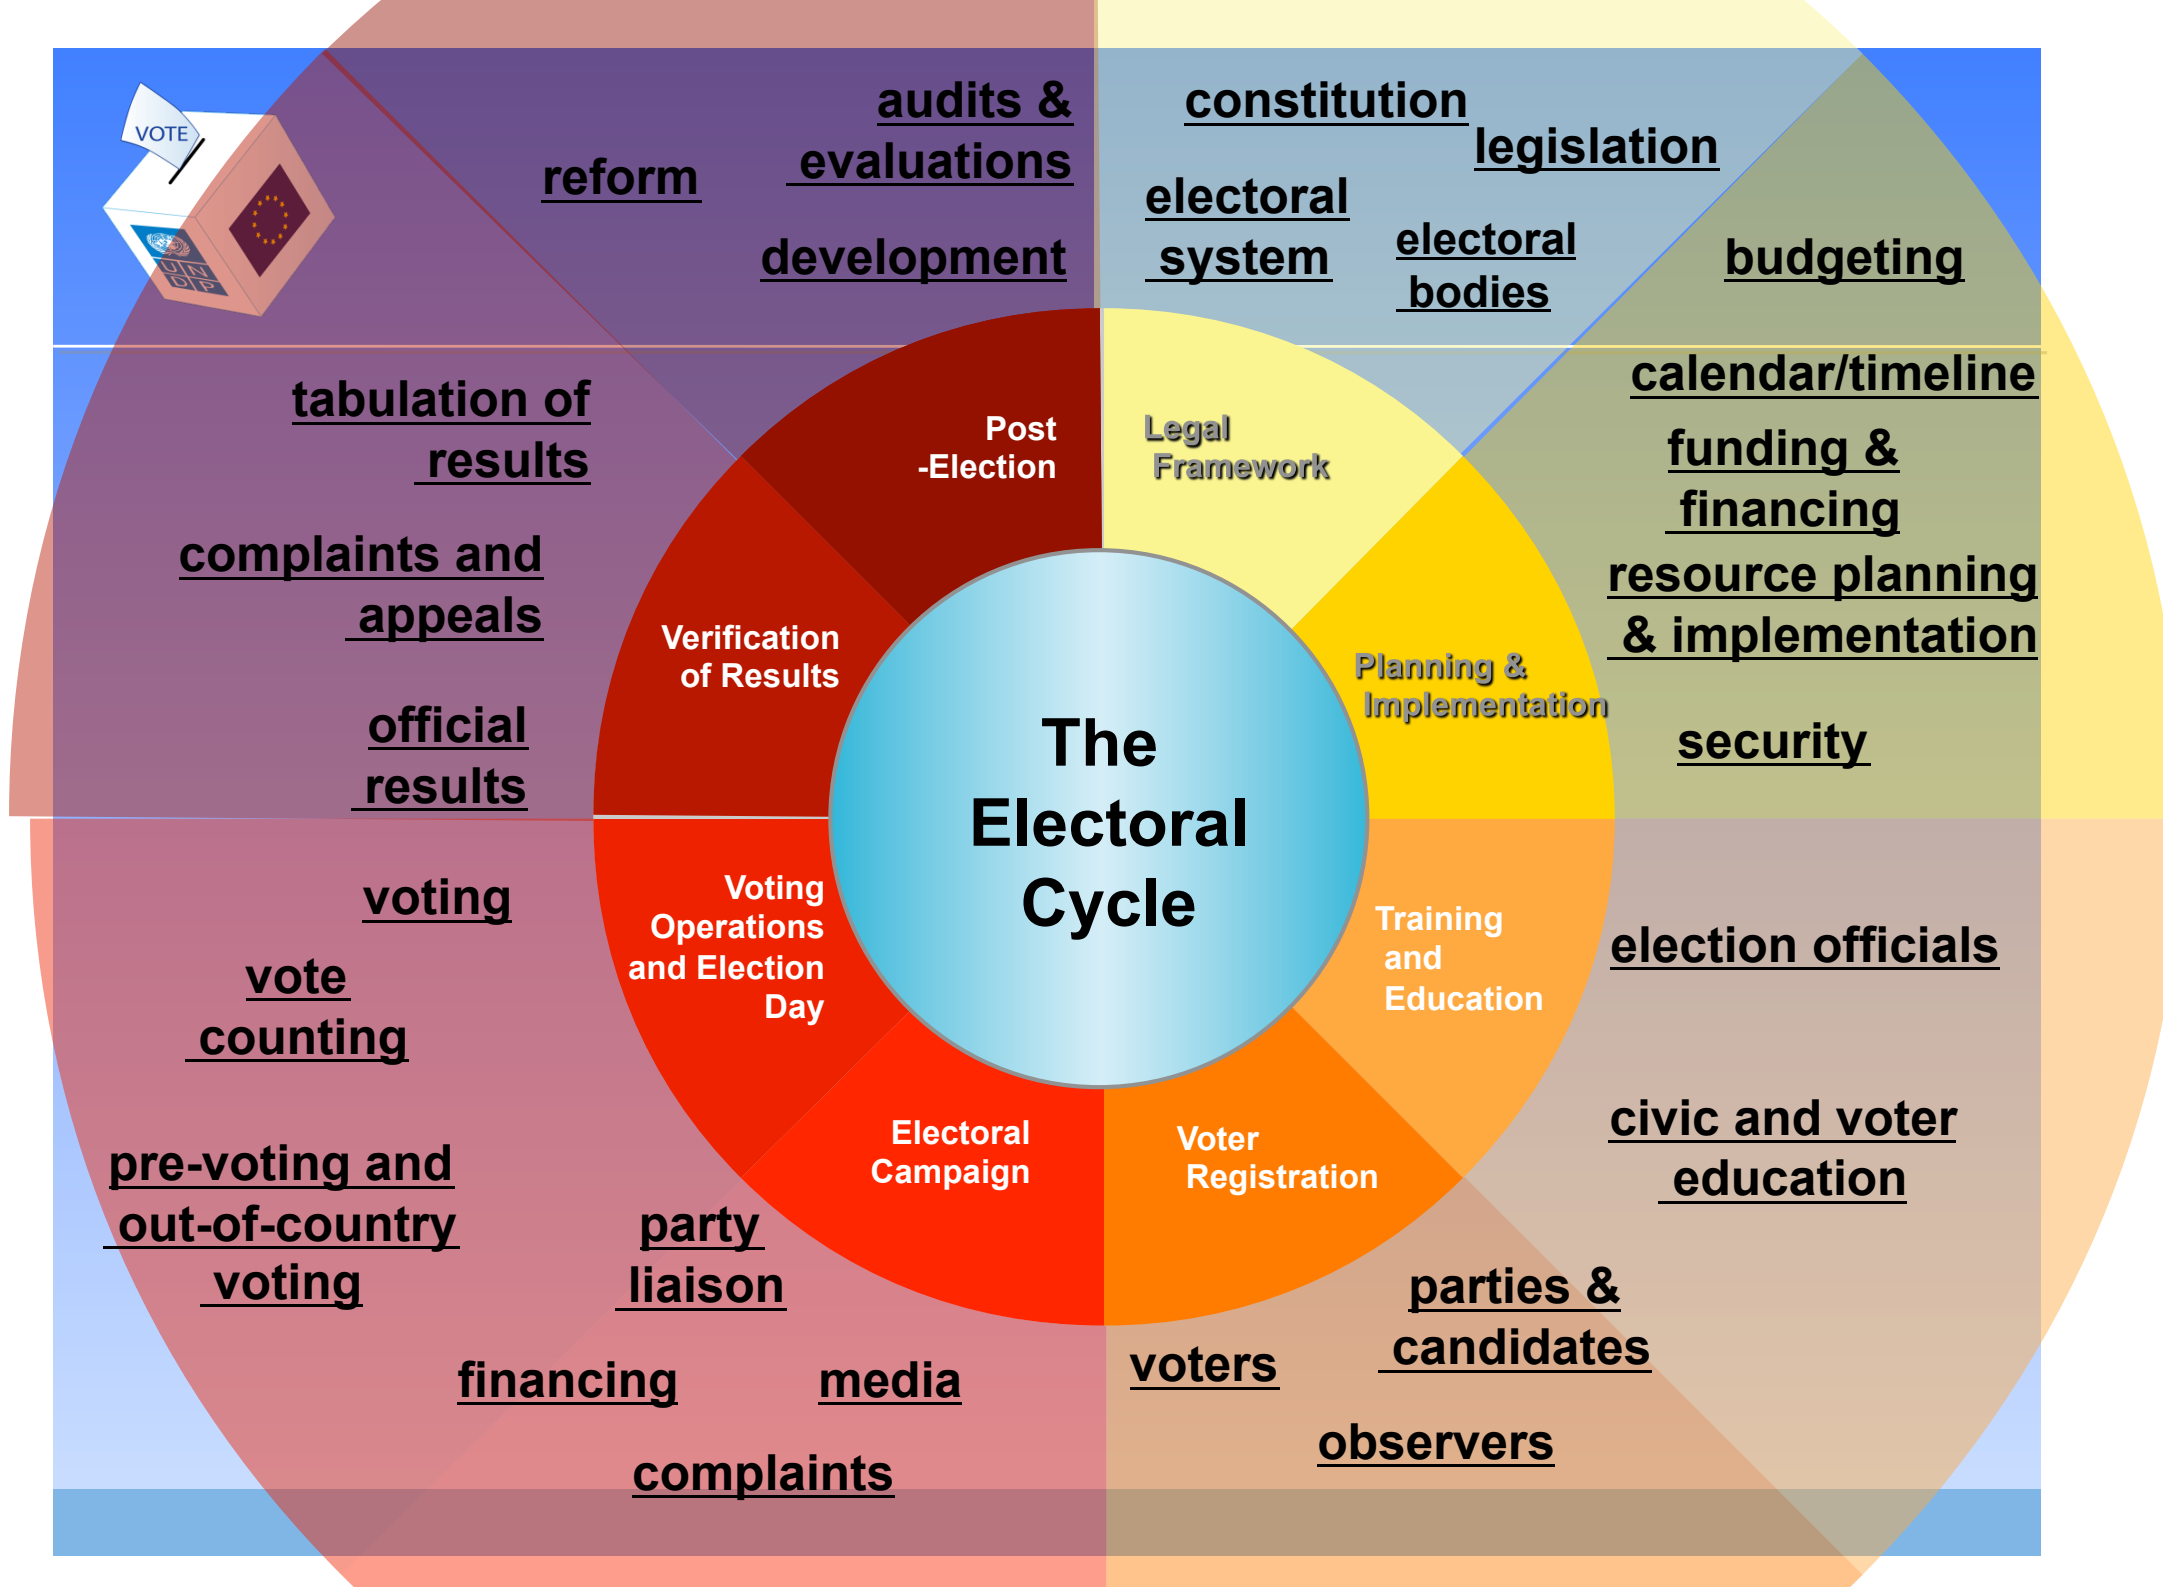 VOTE
UN
DP
audits &
evaluations
reform
development
constitution
legislation
electoral
system
electoral
bodies
budgeting
calendar/timeline
funding &
financing
resource planning
& implementation
security
election officials
civic and voter
education
parties &
candidates
voters
observers
party
liaison
financing
media
complaints
voting
vote
counting
pre-voting and
out-of-country
voting
tabulation of
results
complaints and
appeals
official
results
Post
-Election
Legal
Framework
Planning &
Implementation
Training
and
Education
Voter
Registration
Electoral
Campaign
Voting
Operations
and Election
Day
Verification
of Results
The
Electoral
Cycle